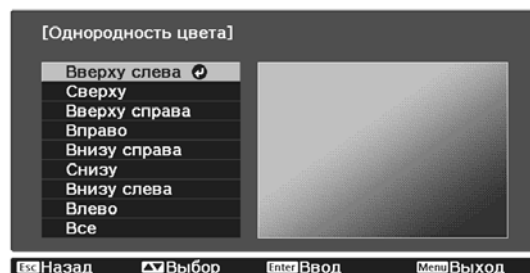 [Однородность цвета]
Вверху слева
Сверху
Вверху справа
Вправо
Внизу справа
Снизу
Внизу слева
Влево
Все
Esc Назад Выбор Enter Ввод Menu Выход